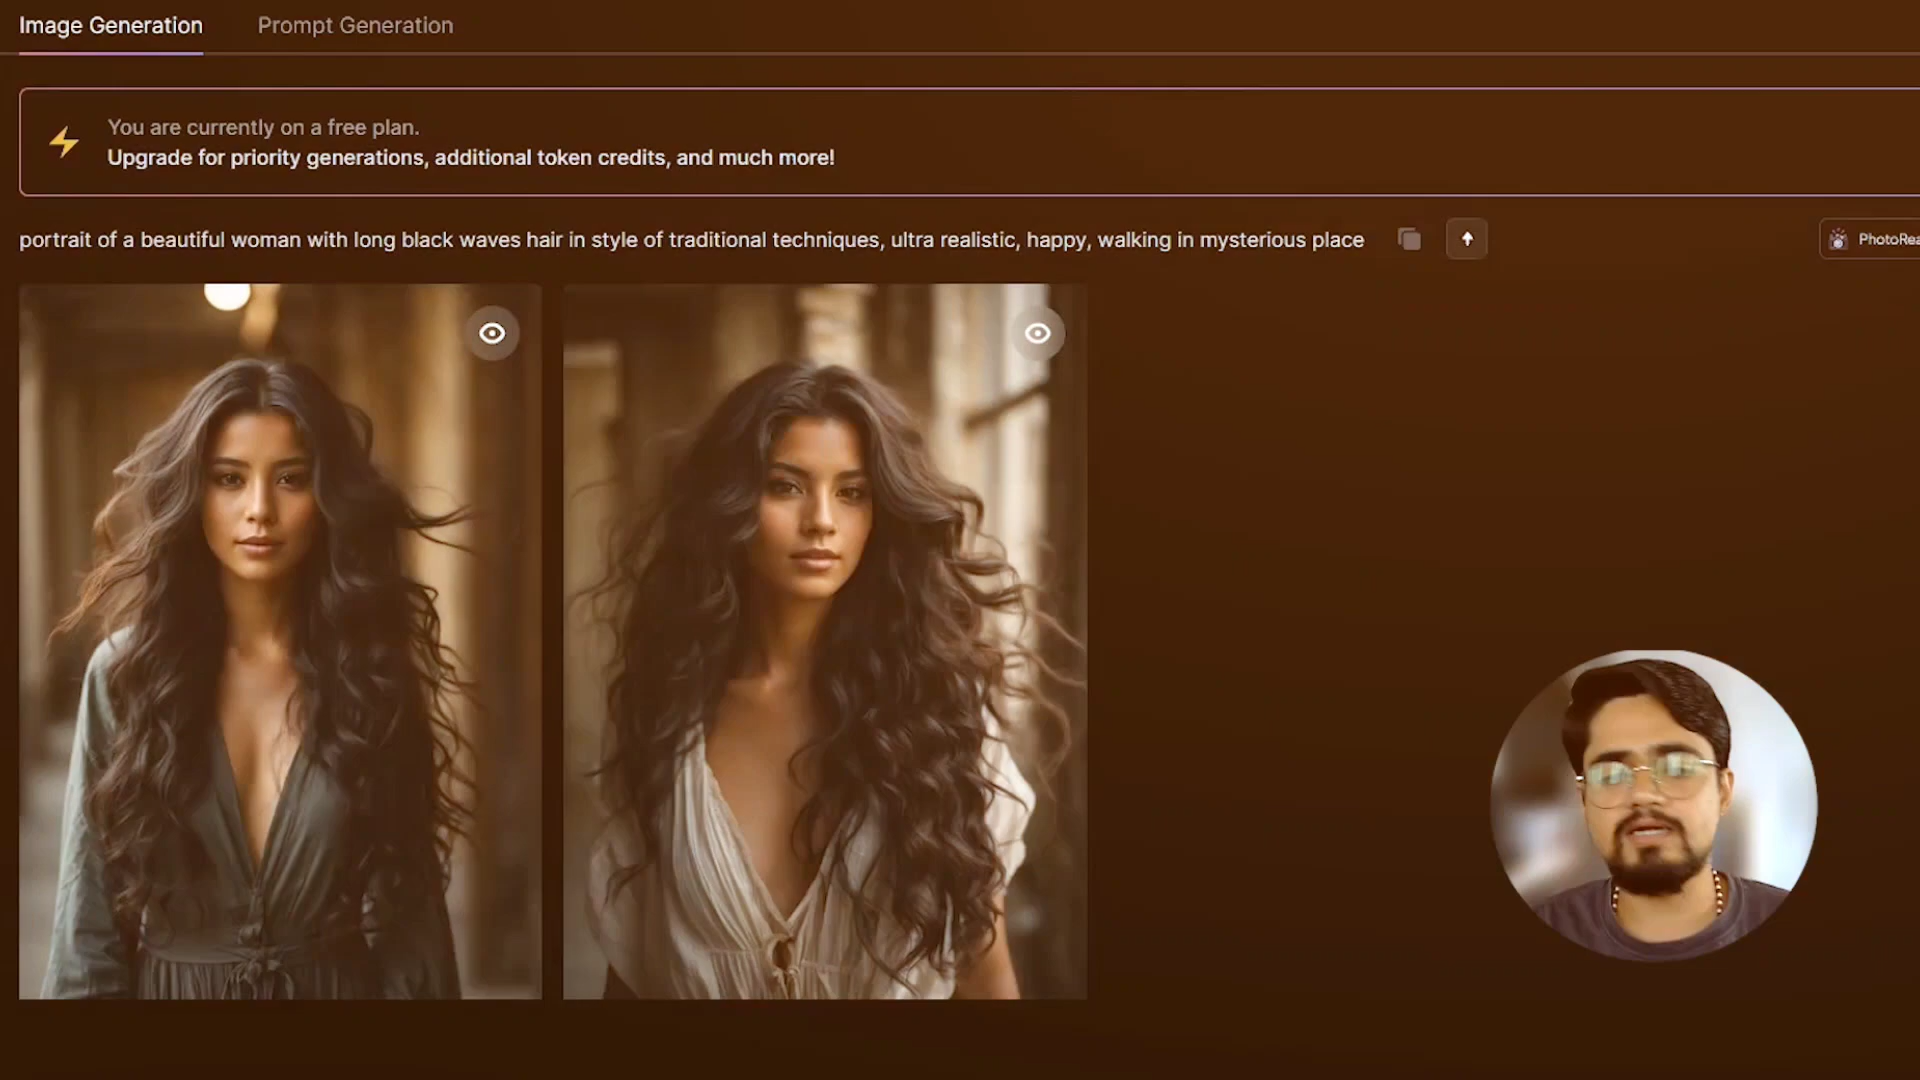 Image Generation
Prompt Generation
You are currently on a free plan.
Upgrade for priority generations, additional token credits, and much more!
portrait of a beautiful woman with long black waves hair in style of traditional techniques, ultra realistic, happy, walking in mysterious place
PhotoRea